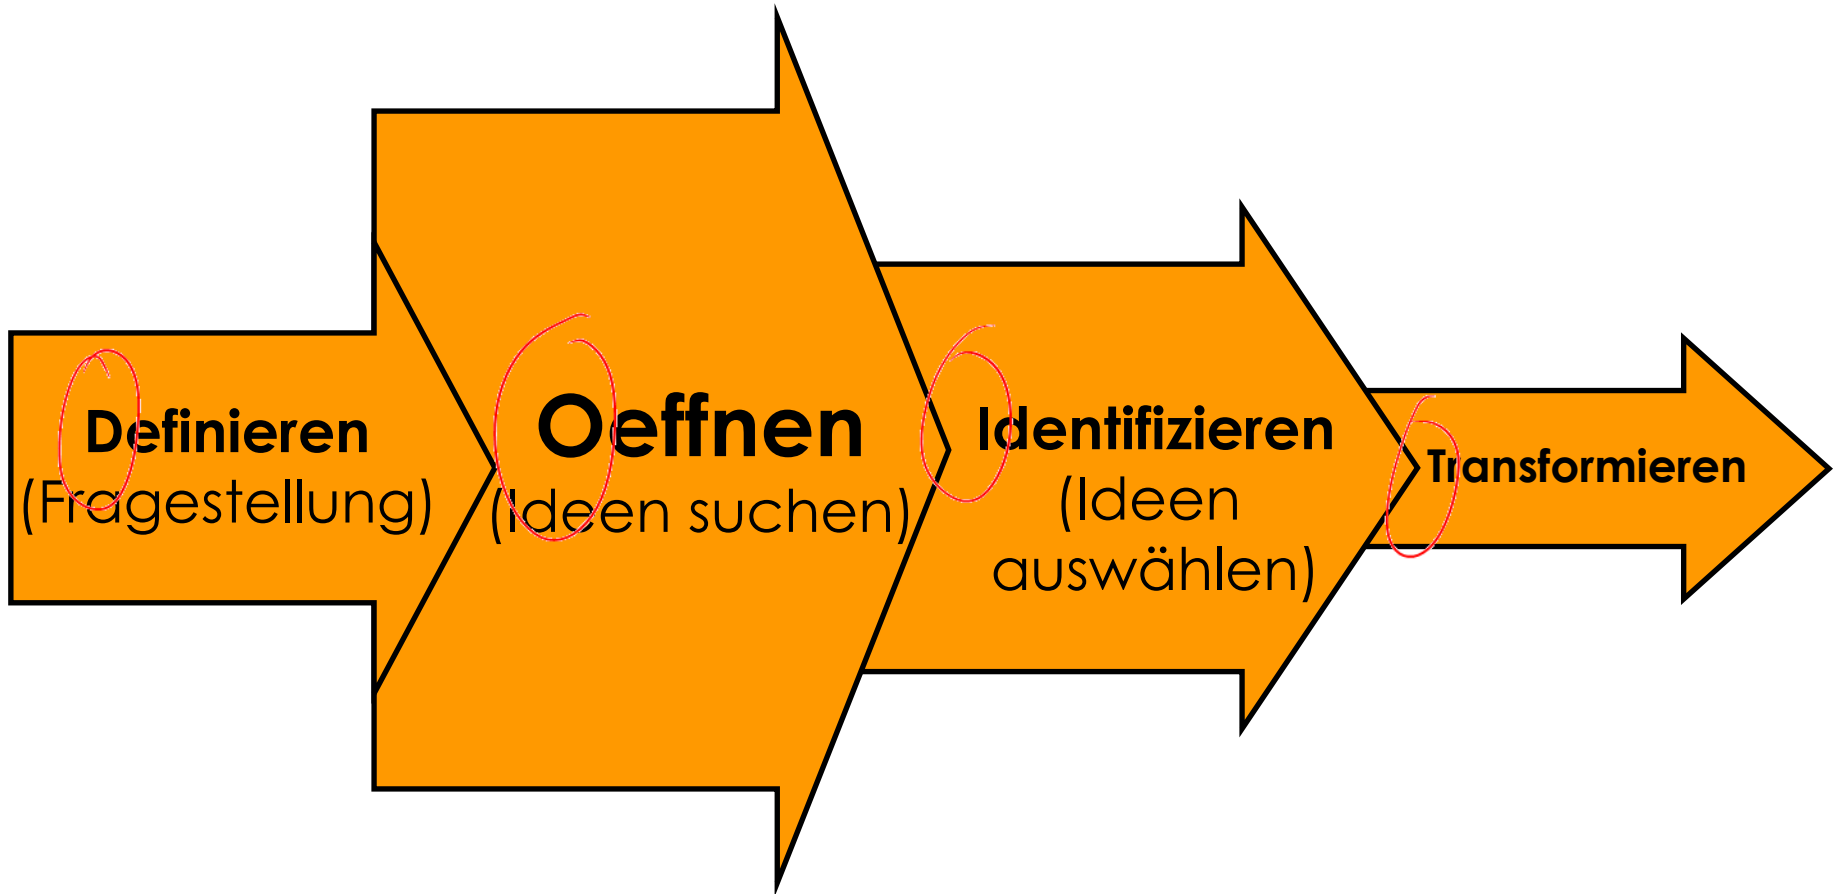 Definieren
(Fragestellung)
Oeffnen
(Ideen suchen)
Identifizieren
(Ideen
auswählen)
Transformieren